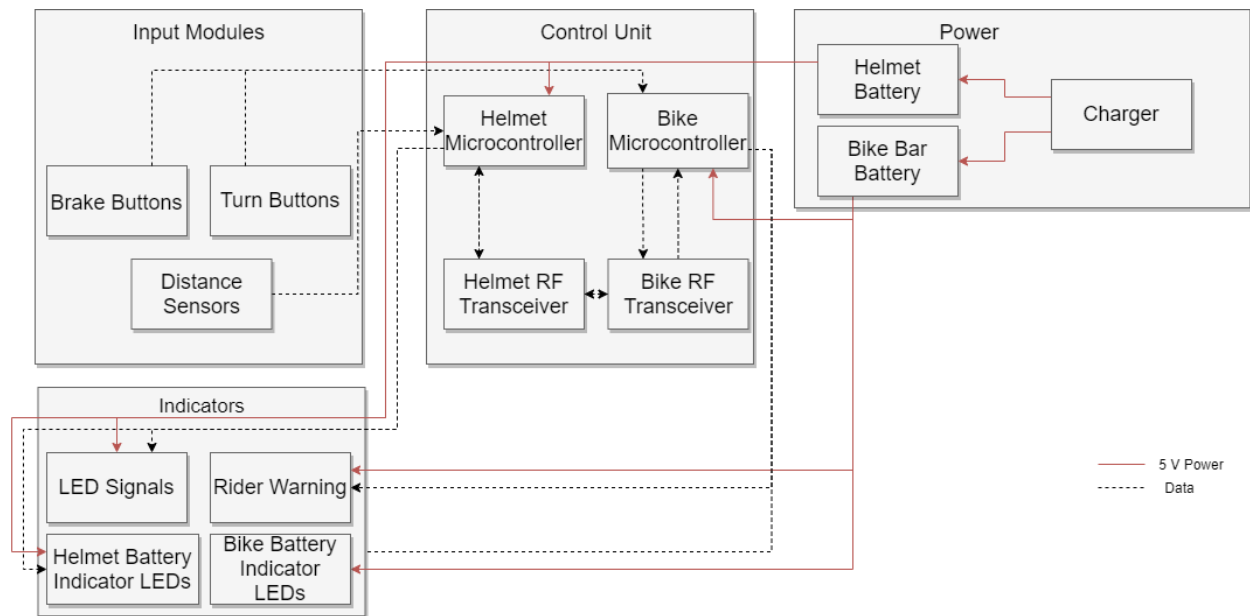 Input Modules
Brake Buttons
Turn Buttons
Distance
Sensors
Control Unit
Helmet
Microcontroller
Bike
Microcontroller
Helmet RF
Transceiver
Bike RF
Transceiver
Power
Helmet
Battery
Bike Bar
Battery
Charger
Indicators
LED Signals
Rider Warning
Helmet Battery
Indicator LEDs
Bike Battery
Indicator
LEDs
5 V Power
Data